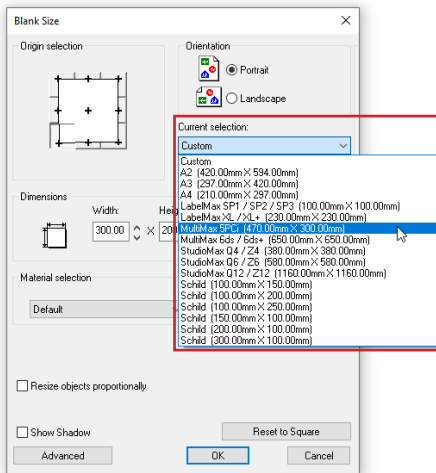 Blank Size
Origin selection
Orientation
Portrait
Landscape
Current selection:
Custom
Custom
A2 (420.00mm X 594.00mm)
A3 (297.00mm X 420.00mm)
A4 (210.00mm X 297.00mm)
LabelMax SP1 / SP2 / SP3 (100.00mm X 100.00mm)
LabelMax XL / XL+ (230.00mm X 230.00mm)
MultiMax 5PCi (470.00mm X 300.00mm)
MultiMax 6ds / 6ds+ (650.00mm X 650.00mm)
StudioMax Q4 / Z4 (380.00mm X 380.00mm)
StudioMax Q6 / Z6 (580.00mm X 580.00mm)
StudioMax Q12 / Z12 (1160.00mm X 1160.00mm)
Schild (100.00mm X 150.00mm)
Schild (100.00mm X 200.00mm)
Schild (100.00mm X 250.00mm)
Schild (150.00mm X 100.00mm)
Schild (200.00mm X 100.00mm)
Schild (300.00mm X 100.00mm)
Dimensions
Width:
300.00 X
Material selection
Default
Resize objects proportionally
Show Shadow
Reset to Square
Advanced
OK
Cancel